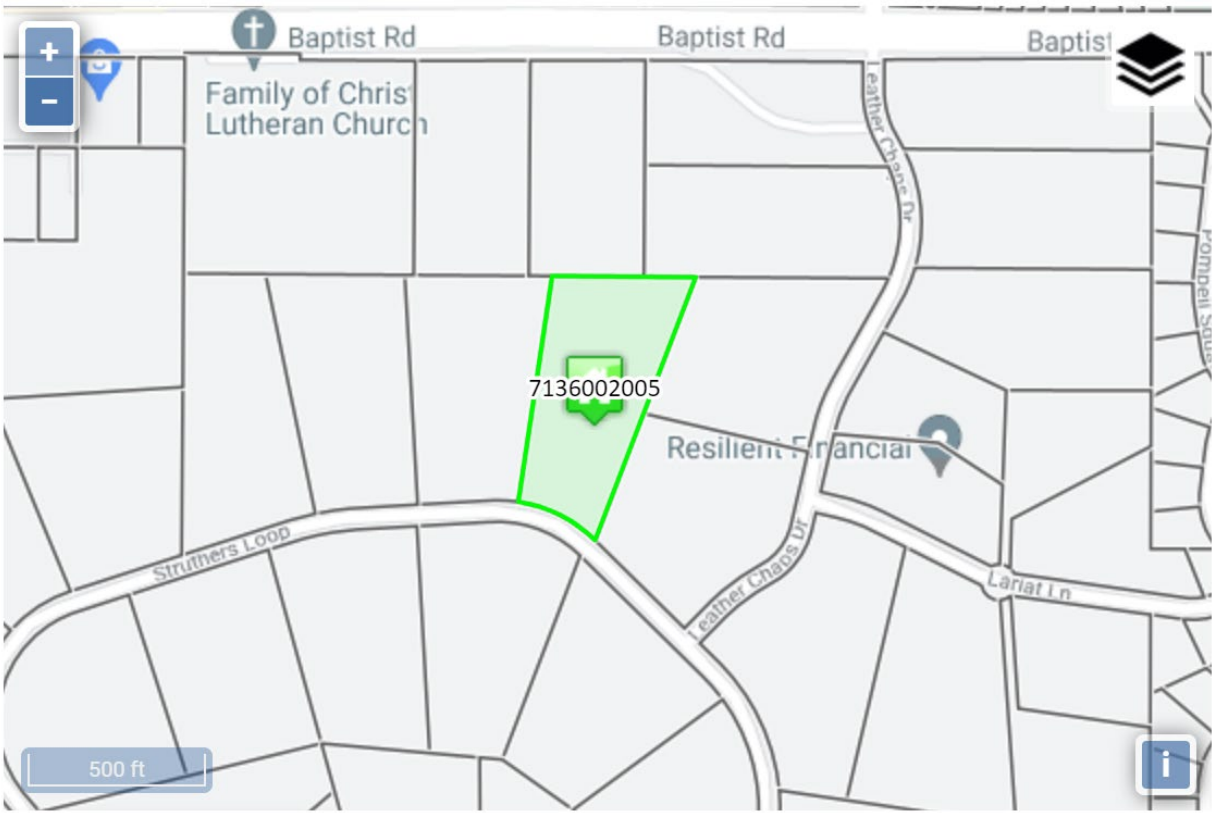 +
−
Baptist Rd
Baptist Rd
Baptist
Family of Christ
Lutheran Church
Leather Chaps Dr
Pompeii Squa
7136002005
Resilient Financial
Struthers Loop
Leather Chaps Dr
Lariat Ln
500 ft
i